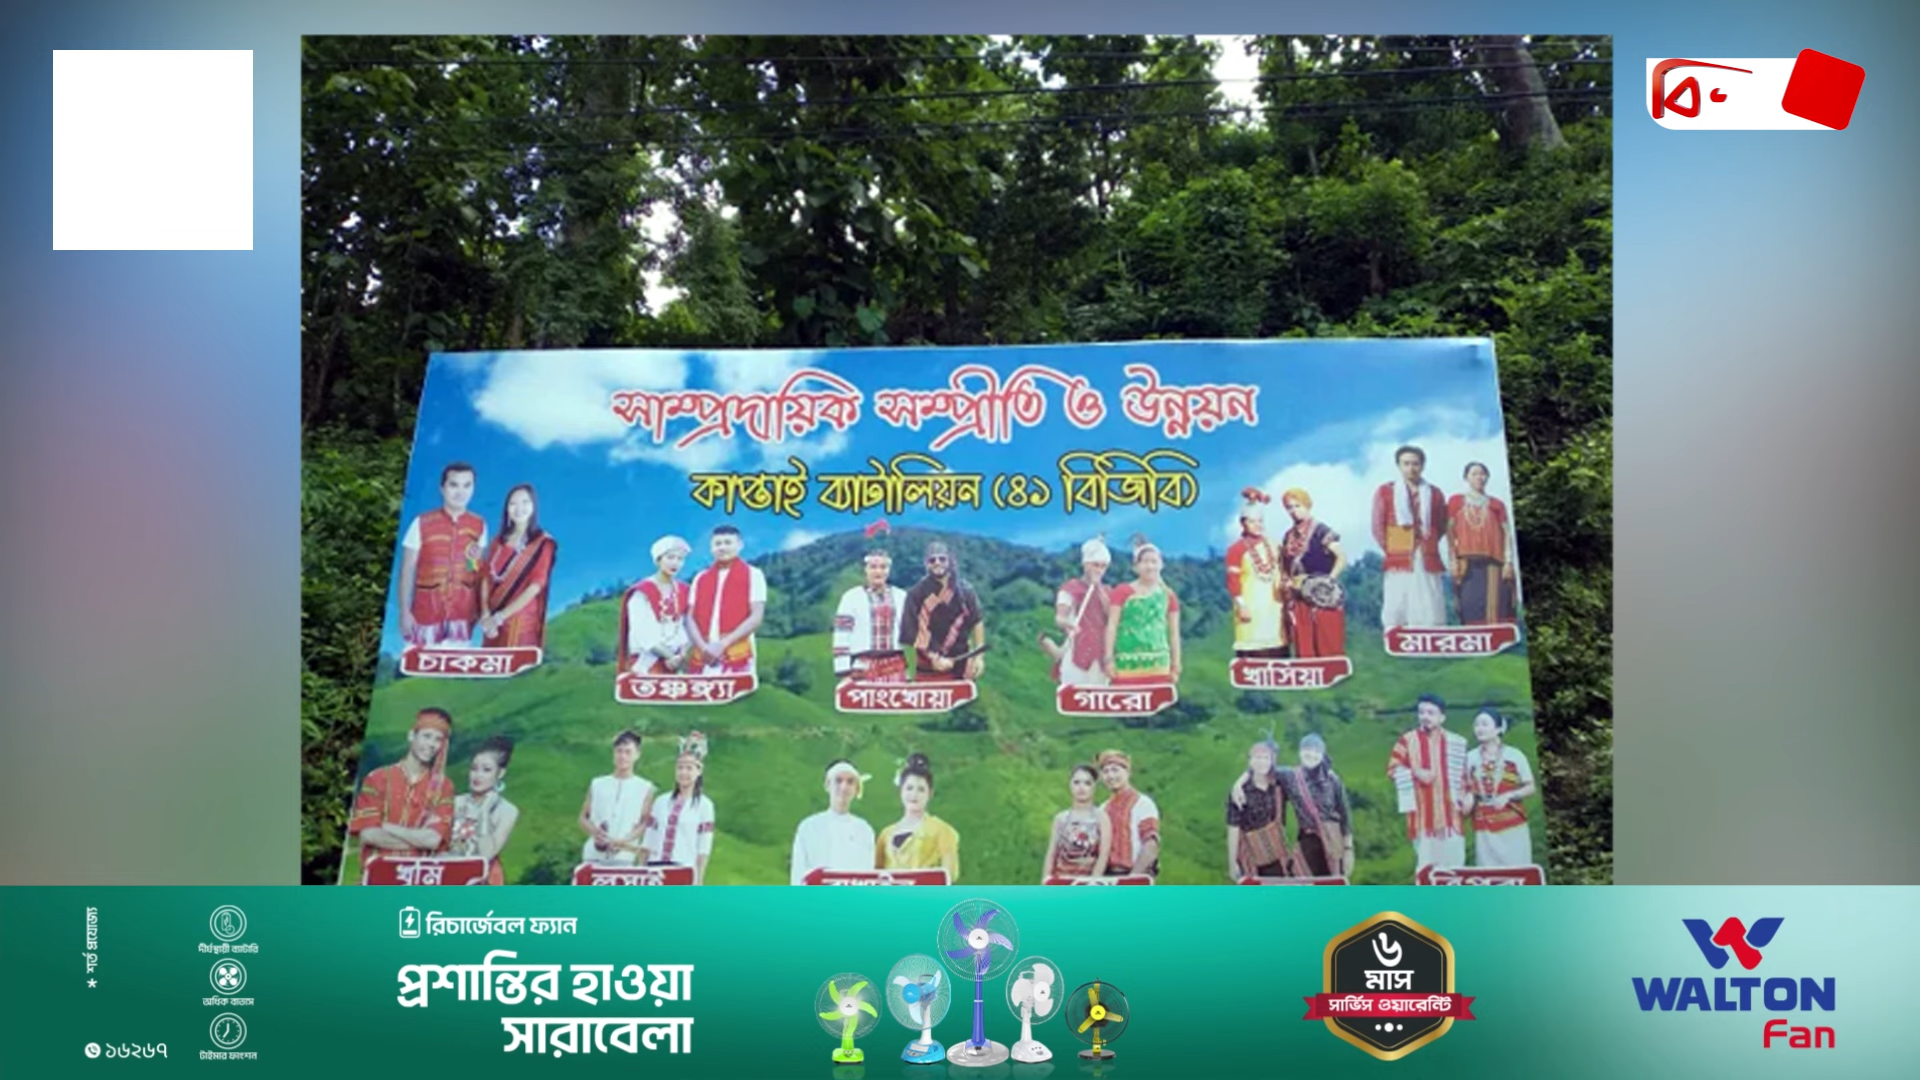 বি
সাম্প্রদায়িক সম্প্রীতি ও উন্নয়ন
কাপ্তাই ব্যাটালিয়ন (৪১ বিজিবি)
চাকমা
তঞ্চঙ্গ্যা
পাংখোয়া
গারো
খাসিয়া
মারমা
খুমি
লুসাই
ত্রিপুরা
* শর্ত প্রযোজ্য
দীর্ঘস্থায়ী ব্যাটারি
অধিক বাতাস
টাইমার ফাংশন
১৬২৬৭
রিচার্জেবল ফ্যান
প্রশান্তির হাওয়া
সারাবেলা
৬
মাস
সার্ভিস ওয়ারেন্টি
WALTON
Fan